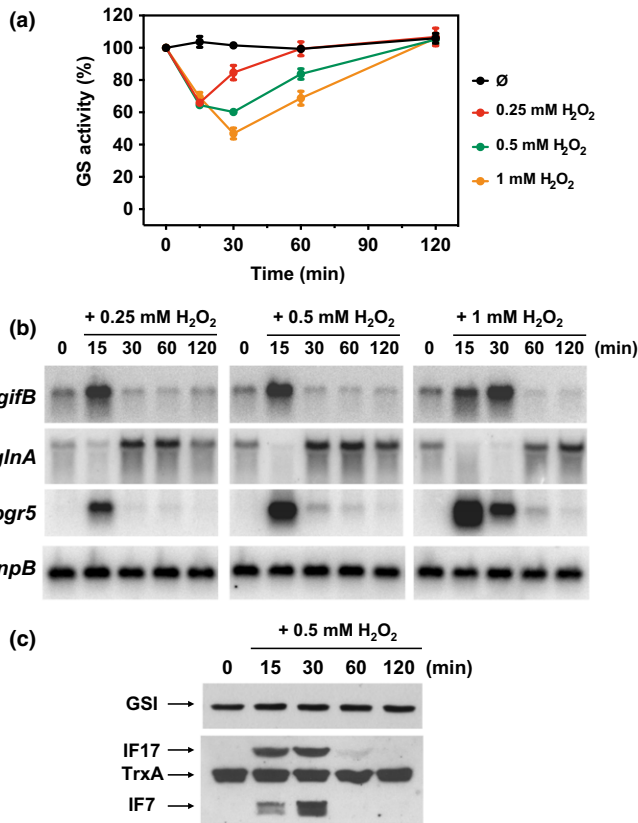 (a)
GS activity (%)
120
100
80
60
40
20
0
0 30 60 90 120
Time (min)
Ø
0.25 mM H₂O₂
0.5 mM H₂O₂
1 mM H₂O₂
(b)
+ 0.25 mM H₂O₂ + 0.5 mM H₂O₂ + 1 mM H₂O₂
0 15 30 60 120 0 15 30 60 120 0 15 30 60 120 (min)
gifB
glnA
pgr5
rnpB
(c)
+ 0.5 mM H₂O₂
0 15 30 60 120 (min)
GSI
IF17
TrxA
IF7